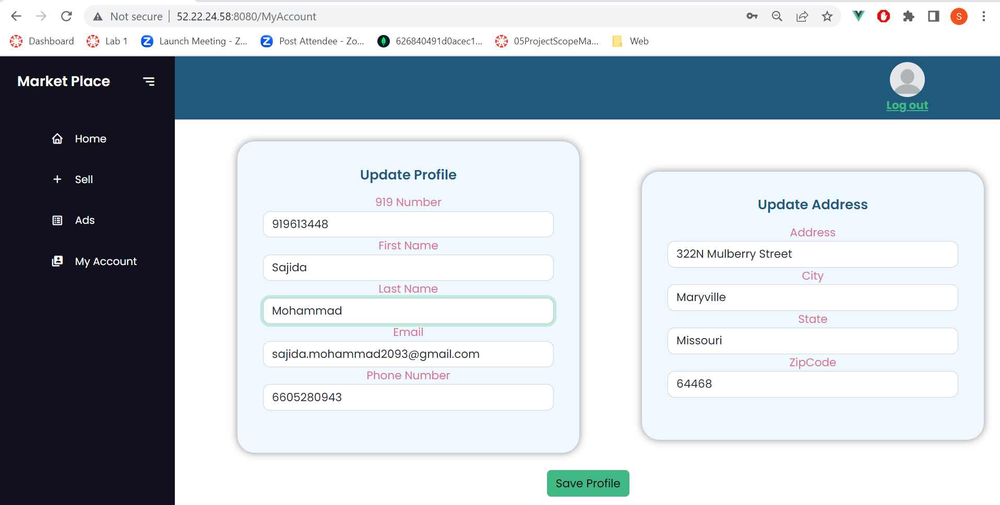 Not secure | 52.22.24.58:8080/MyAccount
S
Dashboard
Lab 1
Launch Meeting - Z...
Post Attendee - Zo...
626840491d0acec1...
05ProjectScopeMa...
Web
Market Place
Log out
Home
Sell
Ads
My Account
Update Profile
919 Number
919613448
First Name
Sajida
Last Name
Mohammad
Email
sajida.mohammad2093@gmail.com
Phone Number
6605280943
Update Address
Address
322N Mulberry Street
City
Maryville
State
Missouri
ZipCode
64468
Save Profile